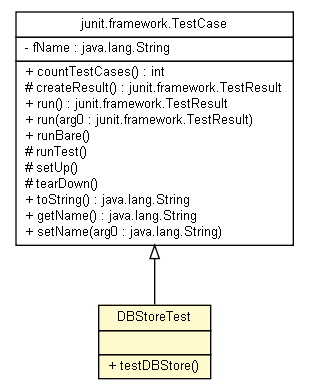 junit.framework.TestCase
- fName : java.lang.String
+ countTestCases() : int
# createResult() : junit.framework.TestResult
+ run() : junit.framework.TestResult
+ run(arg0 : junit.framework.TestResult)
+ runBare()
# runTest()
# setUp()
# tearDown()
+ toString() : java.lang.String
+ getName() : java.lang.String
+ setName(arg0 : java.lang.String)
DBStoreTest
+ testDBStore()